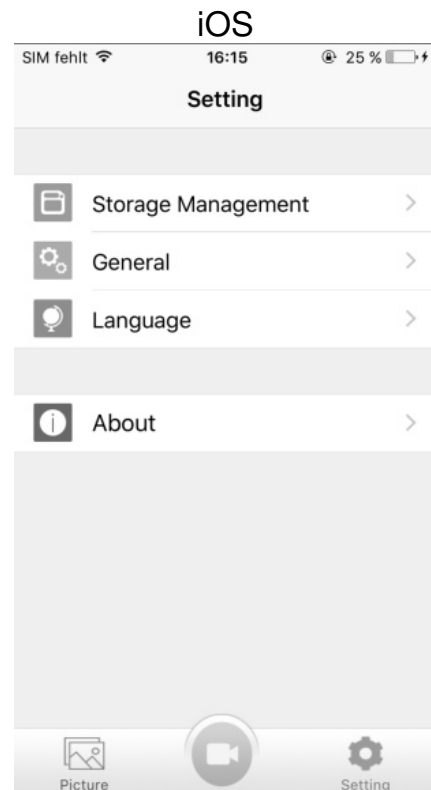 iOS
SIM fehlt 16:15 25 %
Setting
Storage Management
General
Language
About
Picture Setting